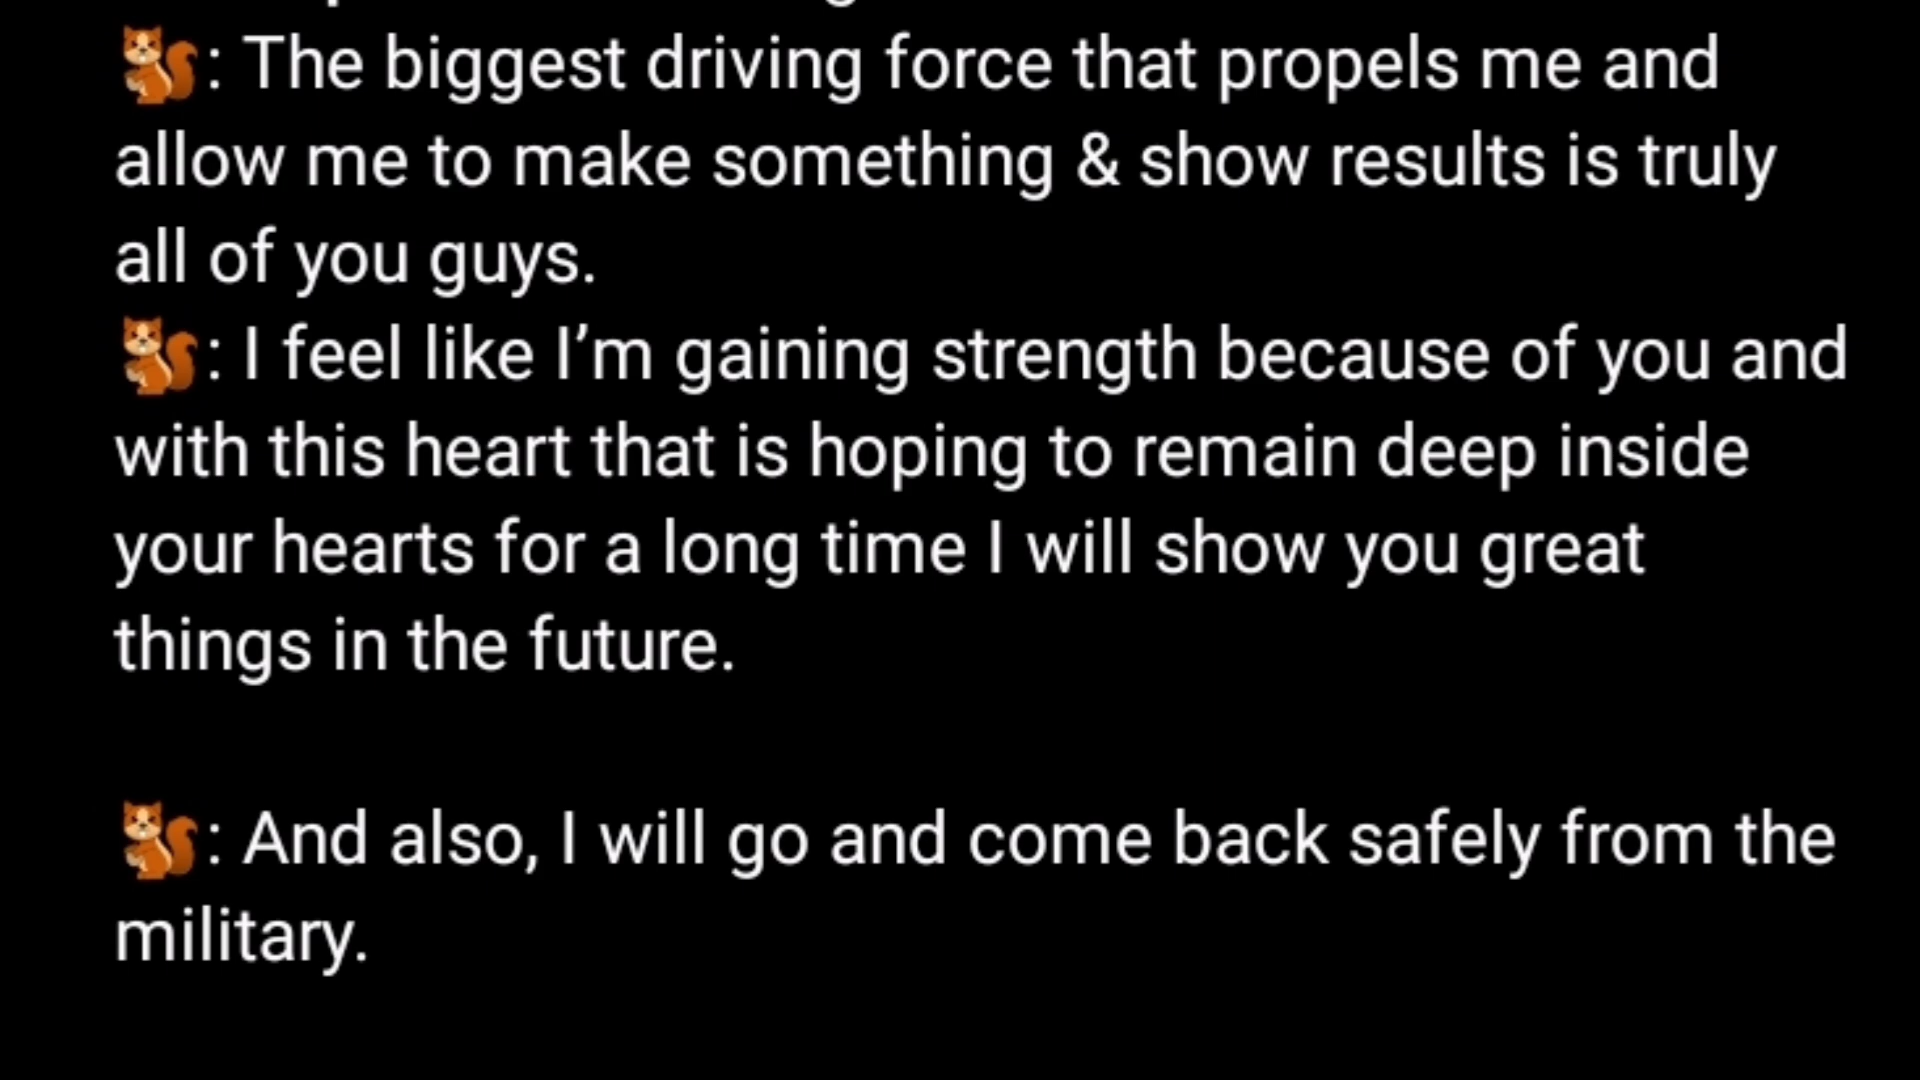 🐿️: The biggest driving force that propels me and
allow me to make something & show results is truly
all of you guys.
🐿️: I feel like I’m gaining strength because of you and
with this heart that is hoping to remain deep inside
your hearts for a long time I will show you great
things in the future.
🐿️: And also, I will go and come back safely from the
military.